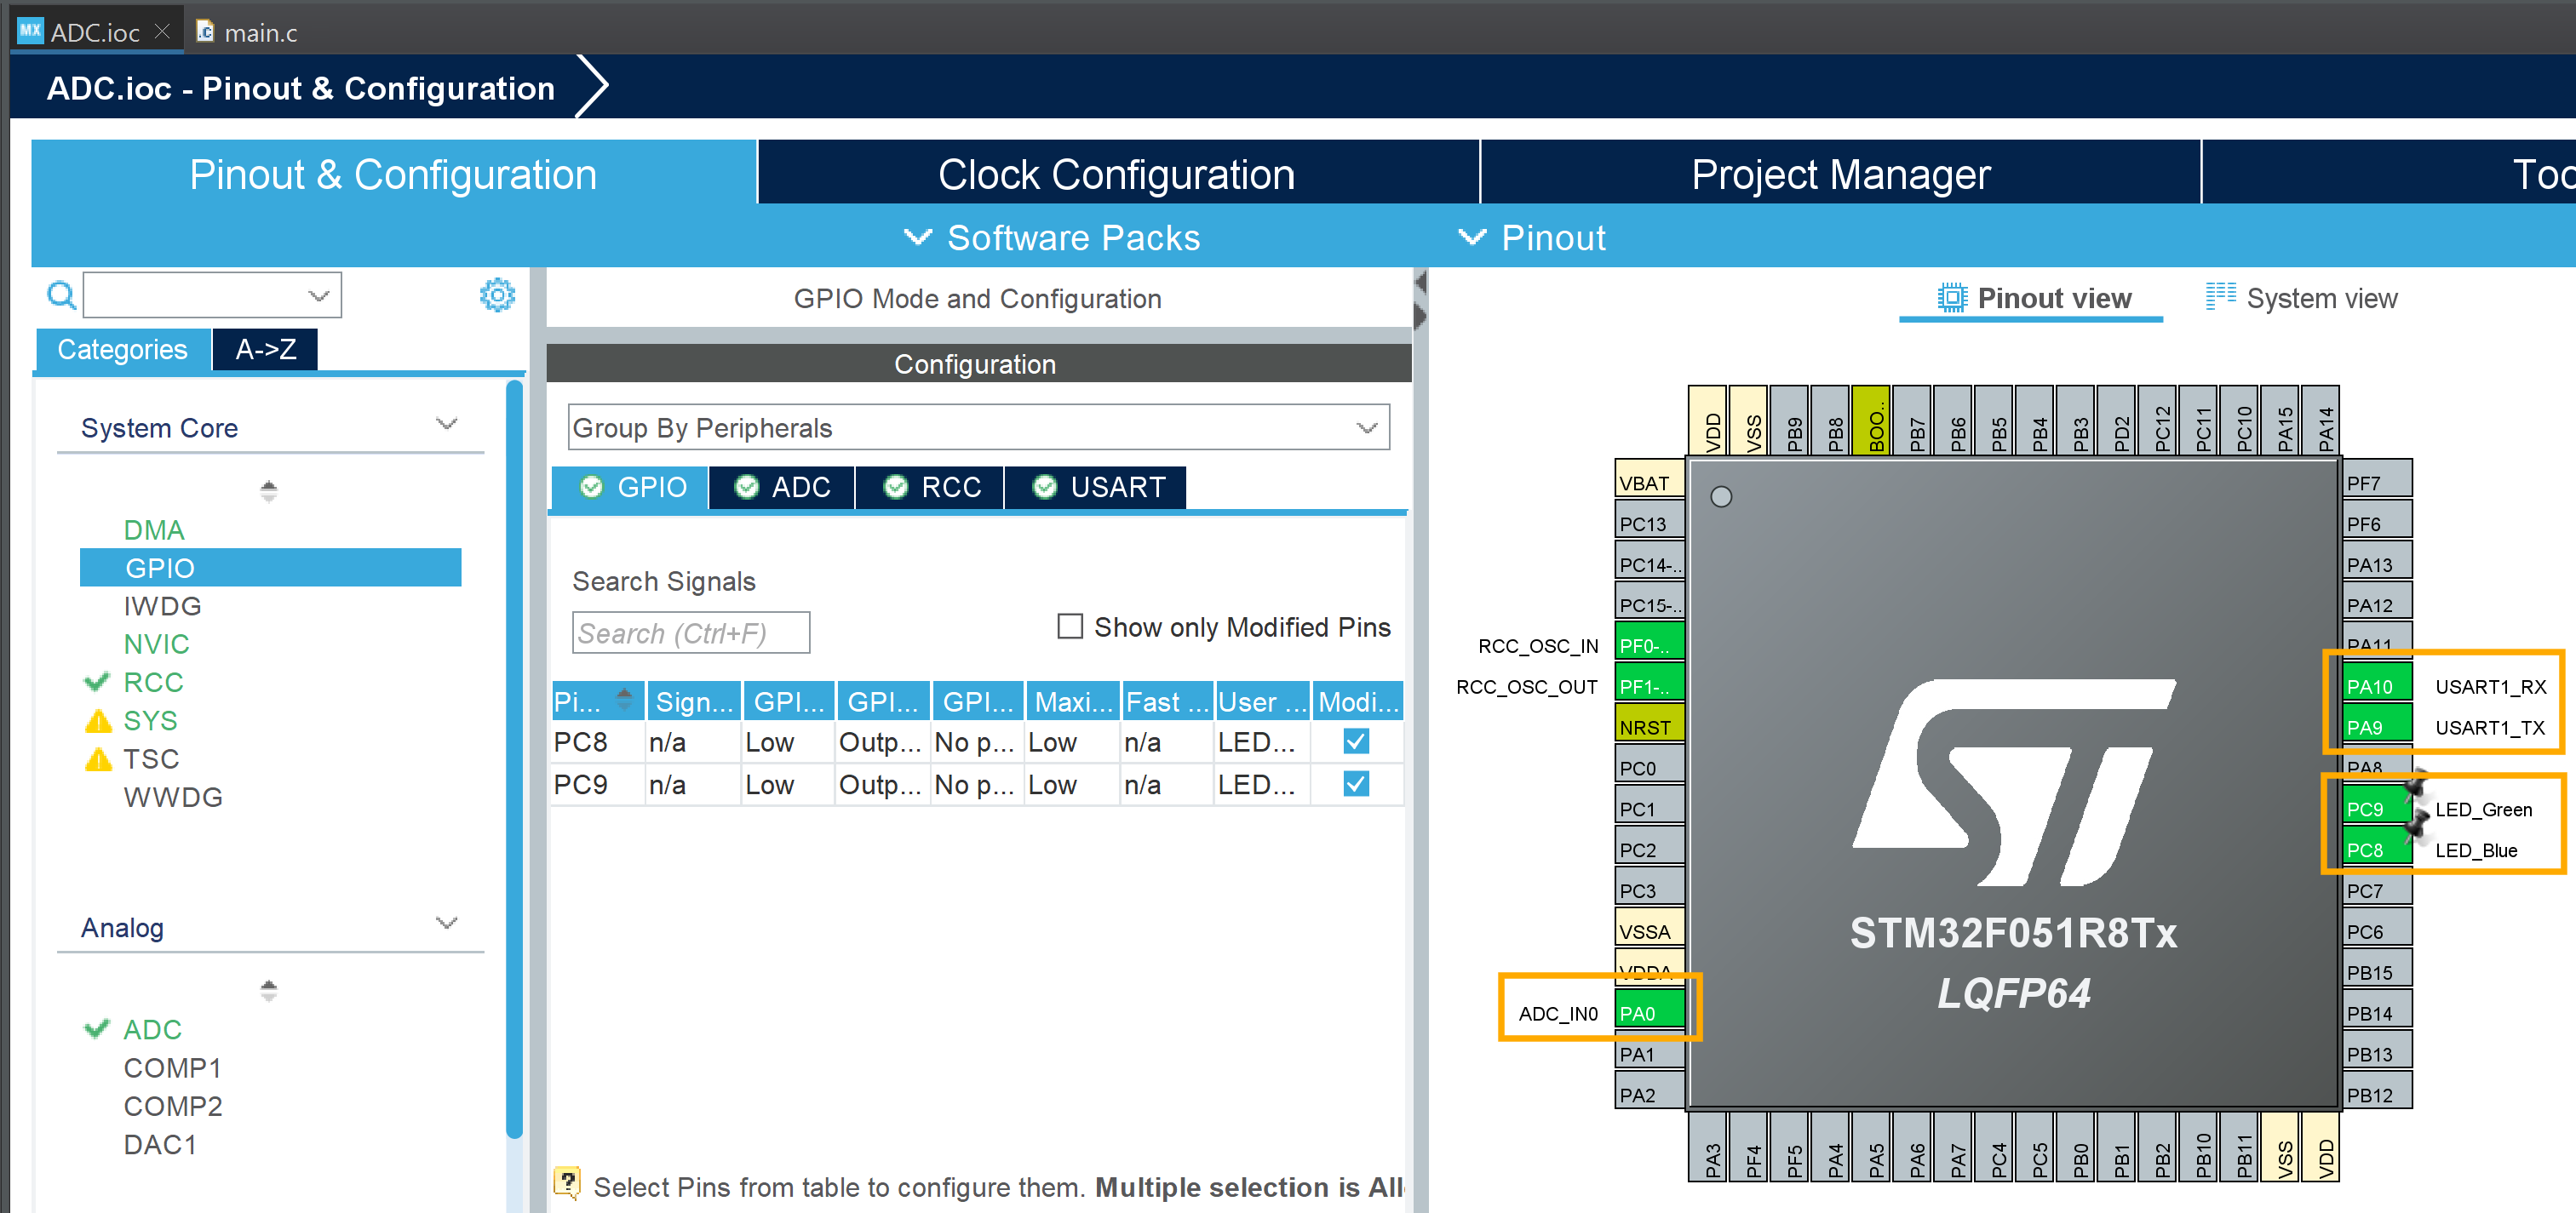 MX ADC.ioc
.c main.c
ADC.ioc - Pinout & Configuration
Pinout & Configuration
Clock Configuration
Project Manager
Too
Software Packs
Pinout
GPIO Mode and Configuration
Pinout view
System view
Categories
A->Z
Configuration
System Core
Group By Peripherals
GPIO
ADC
RCC
USART
DMA
GPIO
IWDG
NVIC
RCC
SYS
TSC
WWDG
Search Signals
Search (Ctrl+F)
Show only Modified Pins
Pi... Sign... GPI... GPI... GPI... Maxi... Fast ... User ... Modi...
PC8 n/a Low Outp... No p... Low n/a LED...
PC9 n/a Low Outp... No p... Low n/a LED...
Analog
ADC
COMP1
COMP2
DAC1
Select Pins from table to configure them. Multiple selection is All
VDD
VSS
PB9
PB8
BOO..
PB7
PB6
PB5
PB4
PB3
PD2
PC12
PC11
PC10
PA15
PA14
VBAT
PC13
PC14-..
PC15-..
RCC_OSC_IN PF0-..
RCC_OSC_OUT PF1-..
NRST
PC0
PC1
PC2
PC3
VSSA
VDDA
ADC_IN0 PA0
PA1
PA2
STM32F051R8Tx
LQFP64
PF7
PF6
PA13
PA12
PA11
PA10 USART1_RX
PA9 USART1_TX
PA8
PC9 LED_Green
PC8 LED_Blue
PC7
PC6
PB15
PB14
PB13
PB12
PA3
PF4
PF5
PA4
PA5
PA6
PA7
PC4
PC5
PB0
PB1
PB2
PB10
PB11
VSS
VDD